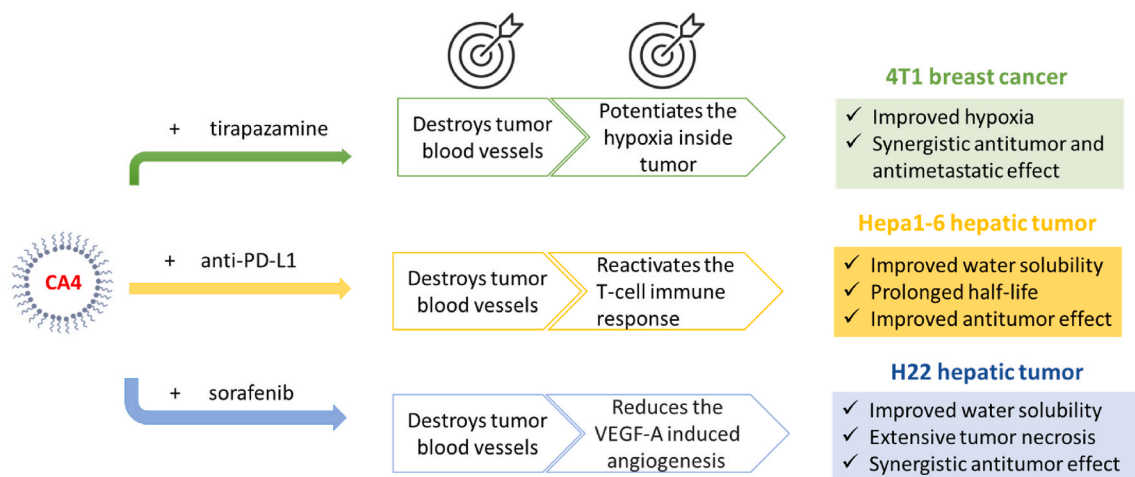 4T1 breast cancer
+ tirapazamine
Destroys tumor
blood vessels
Potentiates the
hypoxia inside
tumor
✓ Improved hypoxia
✓ Synergistic antitumor and
antimetastatic effect
CA4
Hepa1-6 hepatic tumor
+ anti-PD-L1
Destroys tumor
blood vessels
Reactivates the
T-cell immune
response
✓ Improved water solubility
✓ Prolonged half-life
✓ Improved antitumor effect
H22 hepatic tumor
+ sorafenib
Destroys tumor
blood vessels
Reduces the
VEGF-A induced
angiogenesis
✓ Improved water solubility
✓ Extensive tumor necrosis
✓ Synergistic antitumor effect